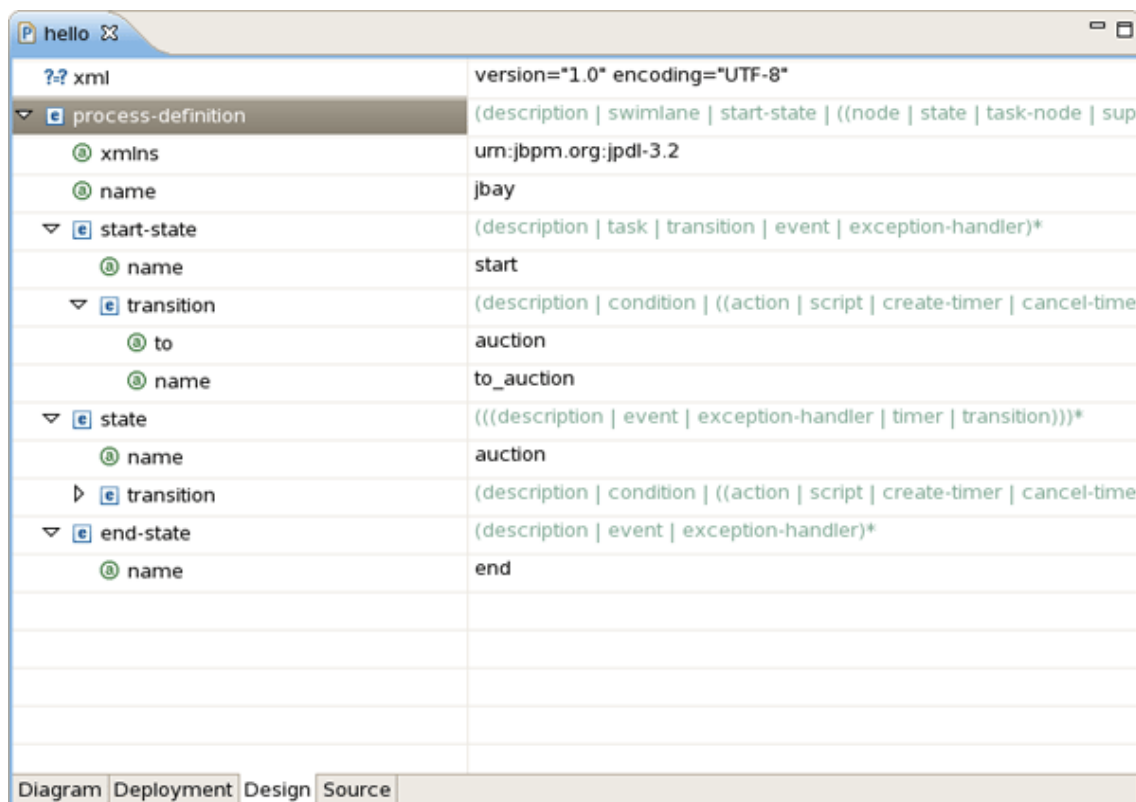 hello
?=? xml version="1.0" encoding="UTF-8"
process-definition (description | swimlane | start-state | ((node | state | task-node | sup
xmlns urn:jbpm.org:jpdl-3.2
name jbay
start-state (description | task | transition | event | exception-handler)*
name start
transition (description | condition | ((action | script | create-timer | cancel-time
to auction
name to_auction
state (((description | event | exception-handler | timer | transition)))*
name auction
transition (description | condition | ((action | script | create-timer | cancel-time
end-state (description | event | exception-handler)*
name end
Diagram Deployment Design Source